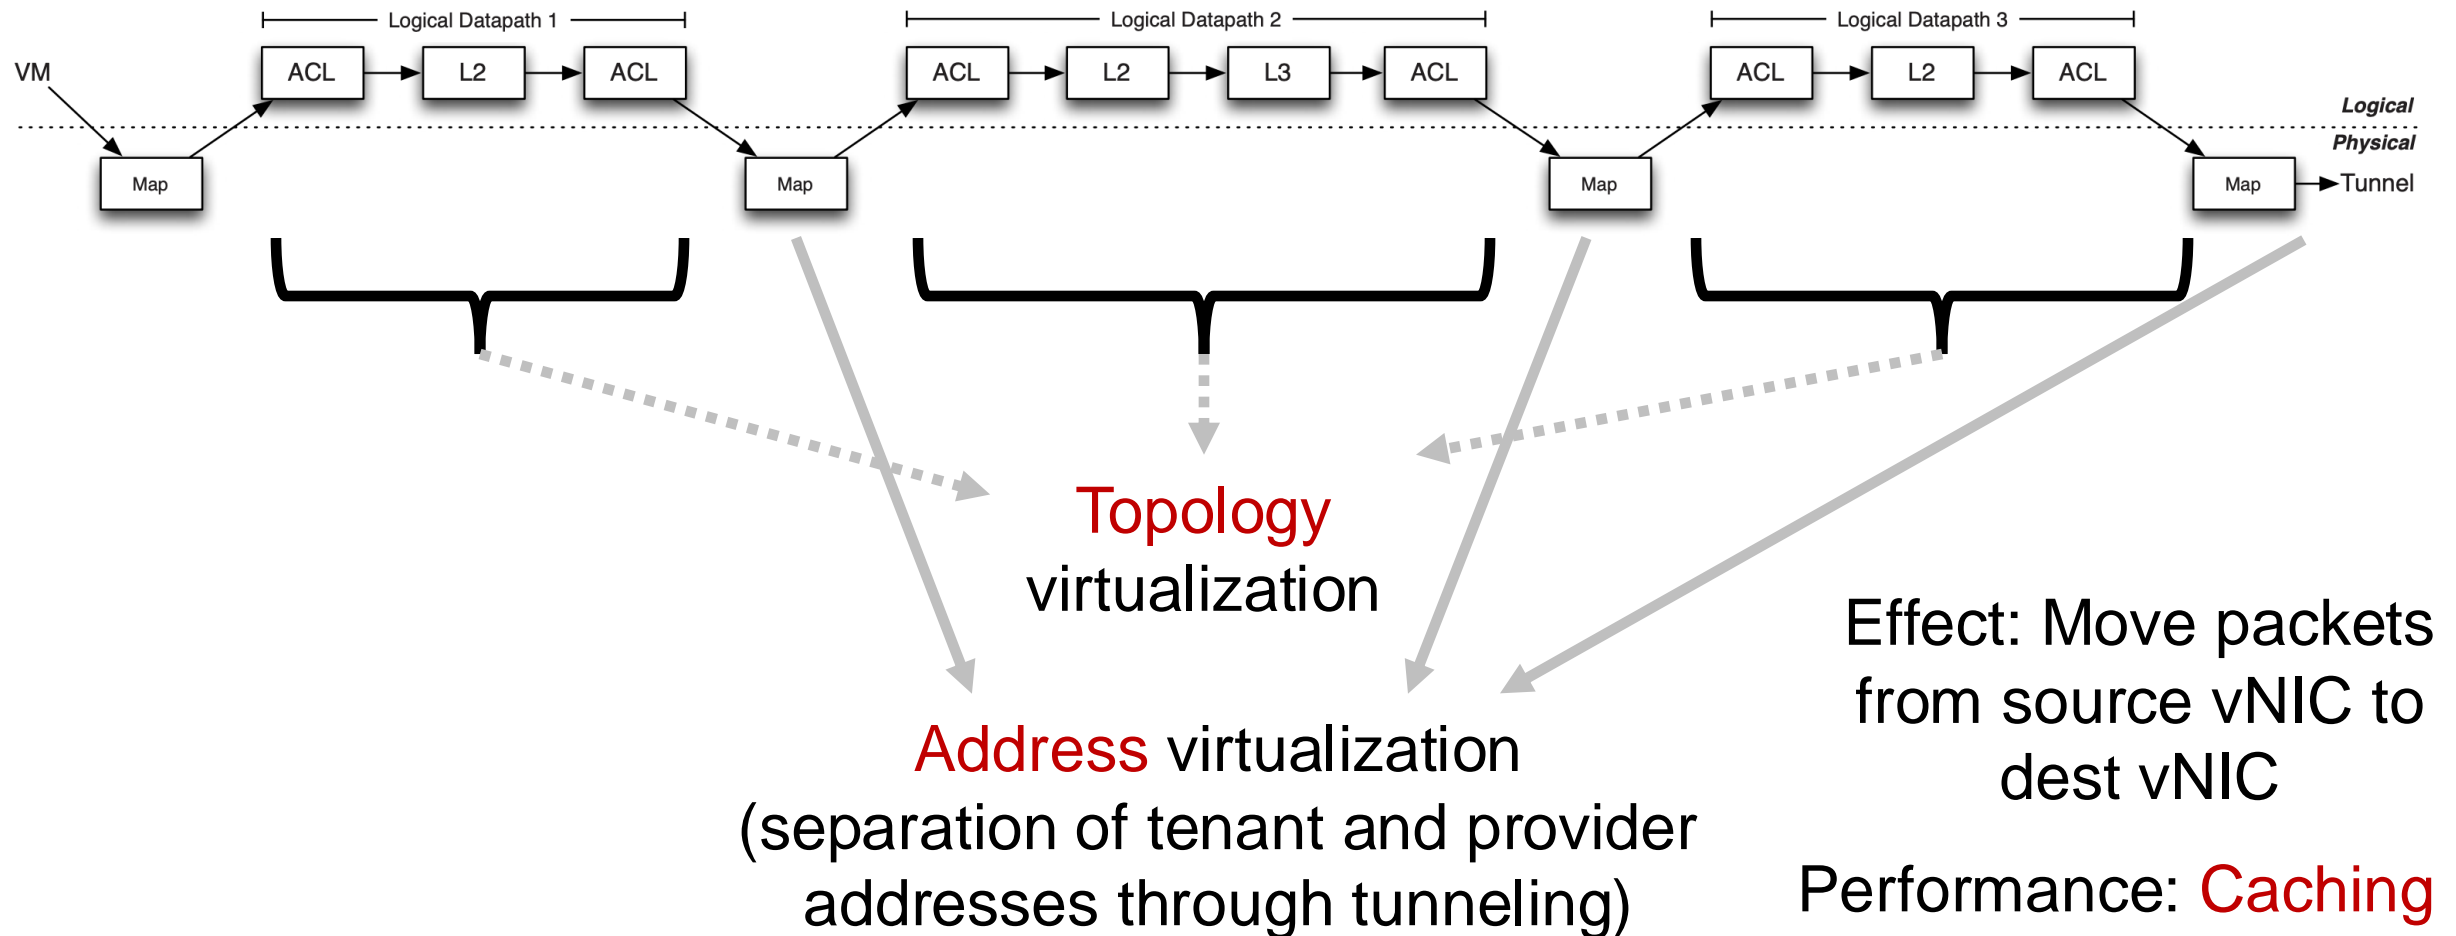 Logical Datapath 1
Logical Datapath 2
Logical Datapath 3
VM
ACL
L2
ACL
ACL
L2
L3
ACL
ACL
L2
ACL
Logical
Physical
Map
Map
Map
Map
Tunnel
Topology
virtualization
Address virtualization
(separation of tenant and provider
addresses through tunneling)
Effect: Move packets
from source vNIC to
dest vNIC
Performance: Caching